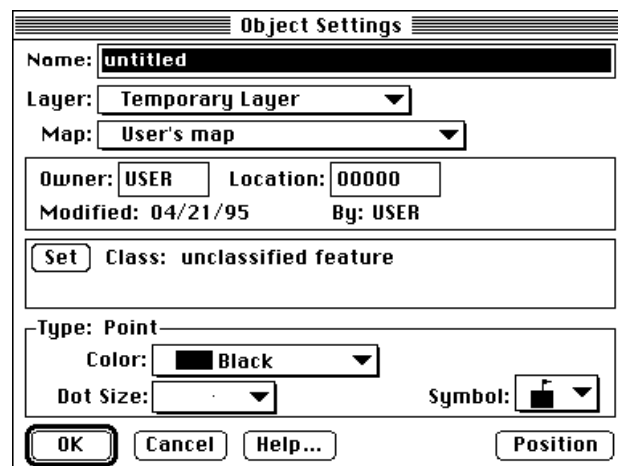 Object Settings
Name: untitled
Layer: Temporary Layer
Map: User's map
Owner: USER Location: 00000
Modified: 04/21/95 By: USER
Set Class: unclassified feature
Type: Point
Color: Black
Dot Size: Symbol:
OK Cancel Help... Position